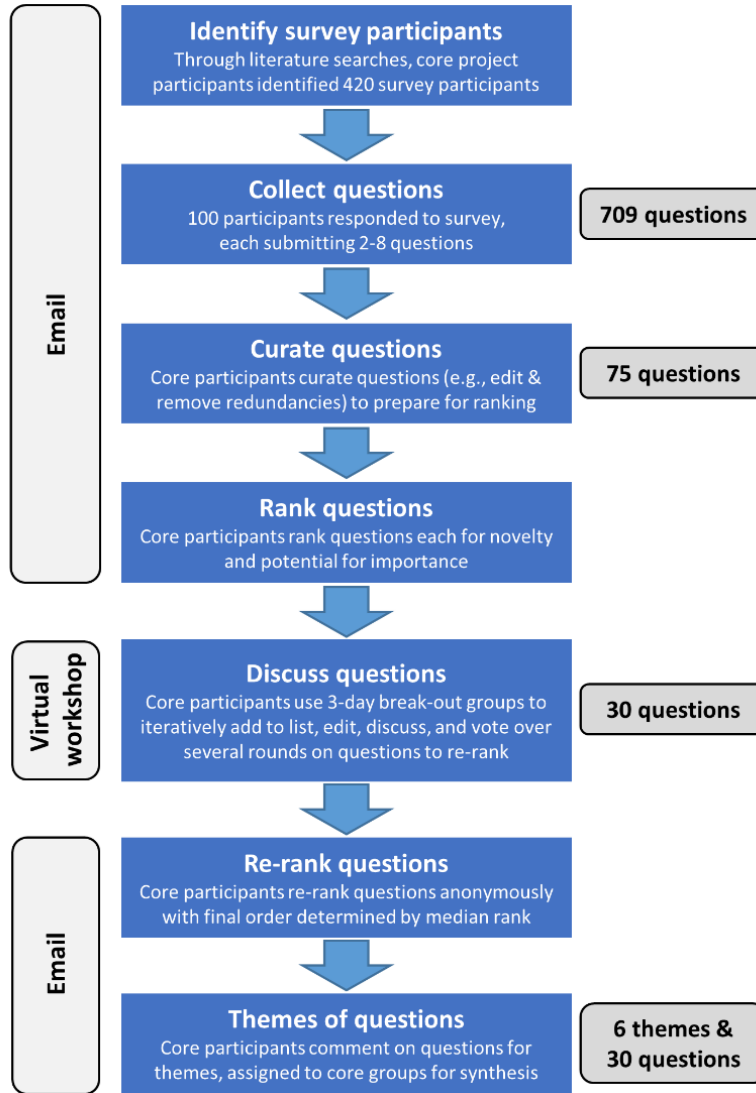 Identify survey participants
Through literature searches, core project
participants identified 420 survey participants
Collect questions
100 participants responded to survey,
each submitting 2-8 questions
709 questions
Email
Curate questions
Core participants curate questions (e.g., edit &
remove redundancies) to prepare for ranking
75 questions
Rank questions
Core participants rank questions each for novelty
and potential for importance
Virtual
workshop
Discuss questions
Core participants use 3-day break-out groups to
iteratively add to list, edit, discuss, and vote over
several rounds on questions to re-rank
30 questions
Email
Re-rank questions
Core participants re-rank questions anonymously
with final order determined by median rank
Themes of questions
Core participants comment on questions for
themes, assigned to core groups for synthesis
6 themes &
30 questions